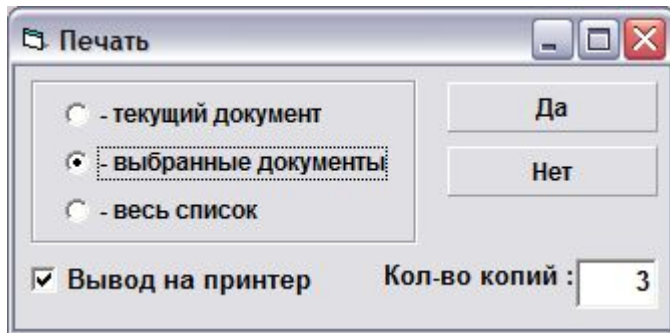 Печать
- текущий документ
- выбранные документы
- весь список
Да
Нет
Вывод на принтер
Кол-во копий : 3